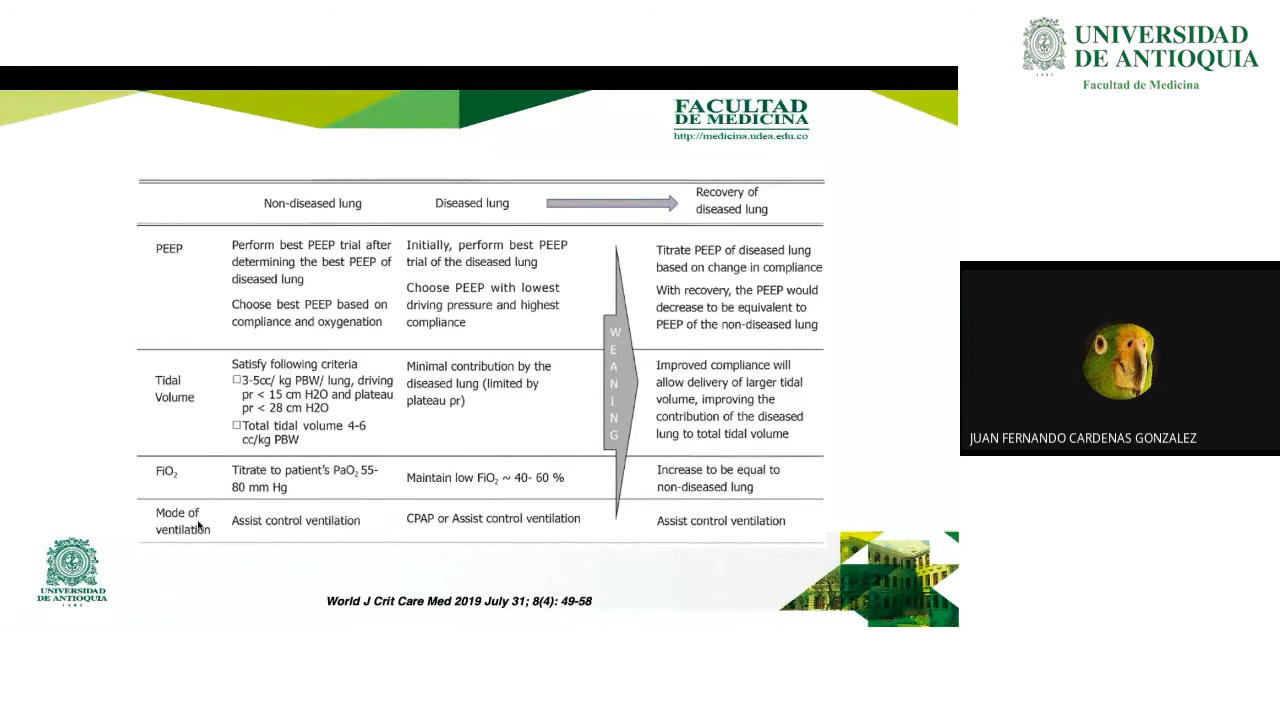 UNIVERSIDAD
DE ANTIOQUIA
1803
Facultad de Medicina
FACULTAD
DE MEDICINA
http://medicina.udea.edu.co
Non-diseased lung
Diseased lung
Recovery of
diseased lung
PEEP
Perform best PEEP trial after
determining the best PEEP of
diseased lung
Choose best PEEP based on
compliance and oxygenation
Initially, perform best PEEP
trial of the diseased lung
Choose PEEP with lowest
driving pressure and highest
compliance
Titrate PEEP of diseased lung
based on change in compliance
With recovery, the PEEP would
decrease to be equivalent to
PEEP of the non-diseased lung
WEANING
Tidal
Volume
Satisfy following criteria
□3-5cc/ kg PBW/ lung, driving
pr < 15 cm H2O and plateau
pr < 28 cm H2O
□Total tidal volume 4-6
cc/kg PBW
Minimal contribution by the
diseased lung (limited by
plateau pr)
Improved compliance will
allow delivery of larger tidal
volume, improving the
contribution of the diseased
lung to total tidal volume
FiO₂
Titrate to patient's PaO₂ 55-
80 mm Hg
Maintain low FiO₂ ~ 40- 60 %
Increase to be equal to
non-diseased lung
Mode of
ventilation
Assist control ventilation
CPAP or Assist control ventilation
Assist control ventilation
UNIVERSIDAD
DE ANTIOQUIA
1803
World J Crit Care Med 2019 July 31; 8(4): 49-58
JUAN FERNANDO CARDENAS GONZALEZ